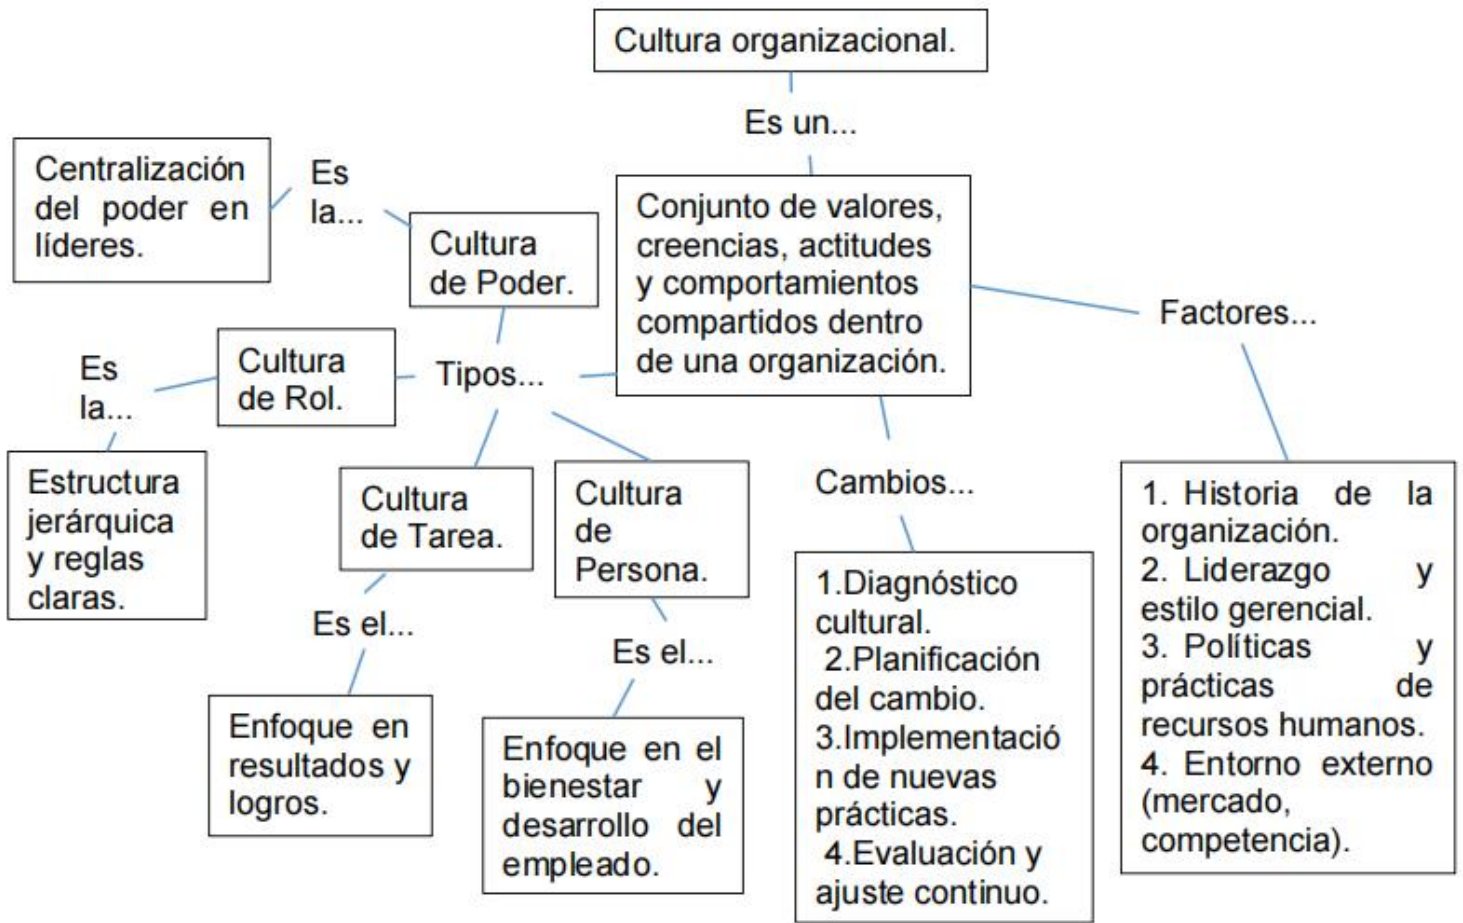 Cultura organizacional.
Es un...
Conjunto de valores,
creencias, actitudes
y comportamientos
compartidos dentro
de una organización.
Tipos...
Cultura
de Poder.
Es
la...
Centralización
del poder en
líderes.
Cultura
de Rol.
Es
la...
Estructura
jerárquica
y reglas
claras.
Cultura
de Tarea.
Es el...
Enfoque en
resultados y
logros.
Cultura
de
Persona.
Es el...
Enfoque en el
bienestar y
desarrollo del
empleado.
Cambios...
1.Diagnóstico
cultural.
2.Planificación
del cambio.
3.Implementació
n de nuevas
prácticas.
4.Evaluación y
ajuste continuo.
Factores...
1. Historia de la
organización.
2. Liderazgo y
estilo gerencial.
3. Políticas y
prácticas de
recursos humanos.
4. Entorno externo
(mercado,
competencia).